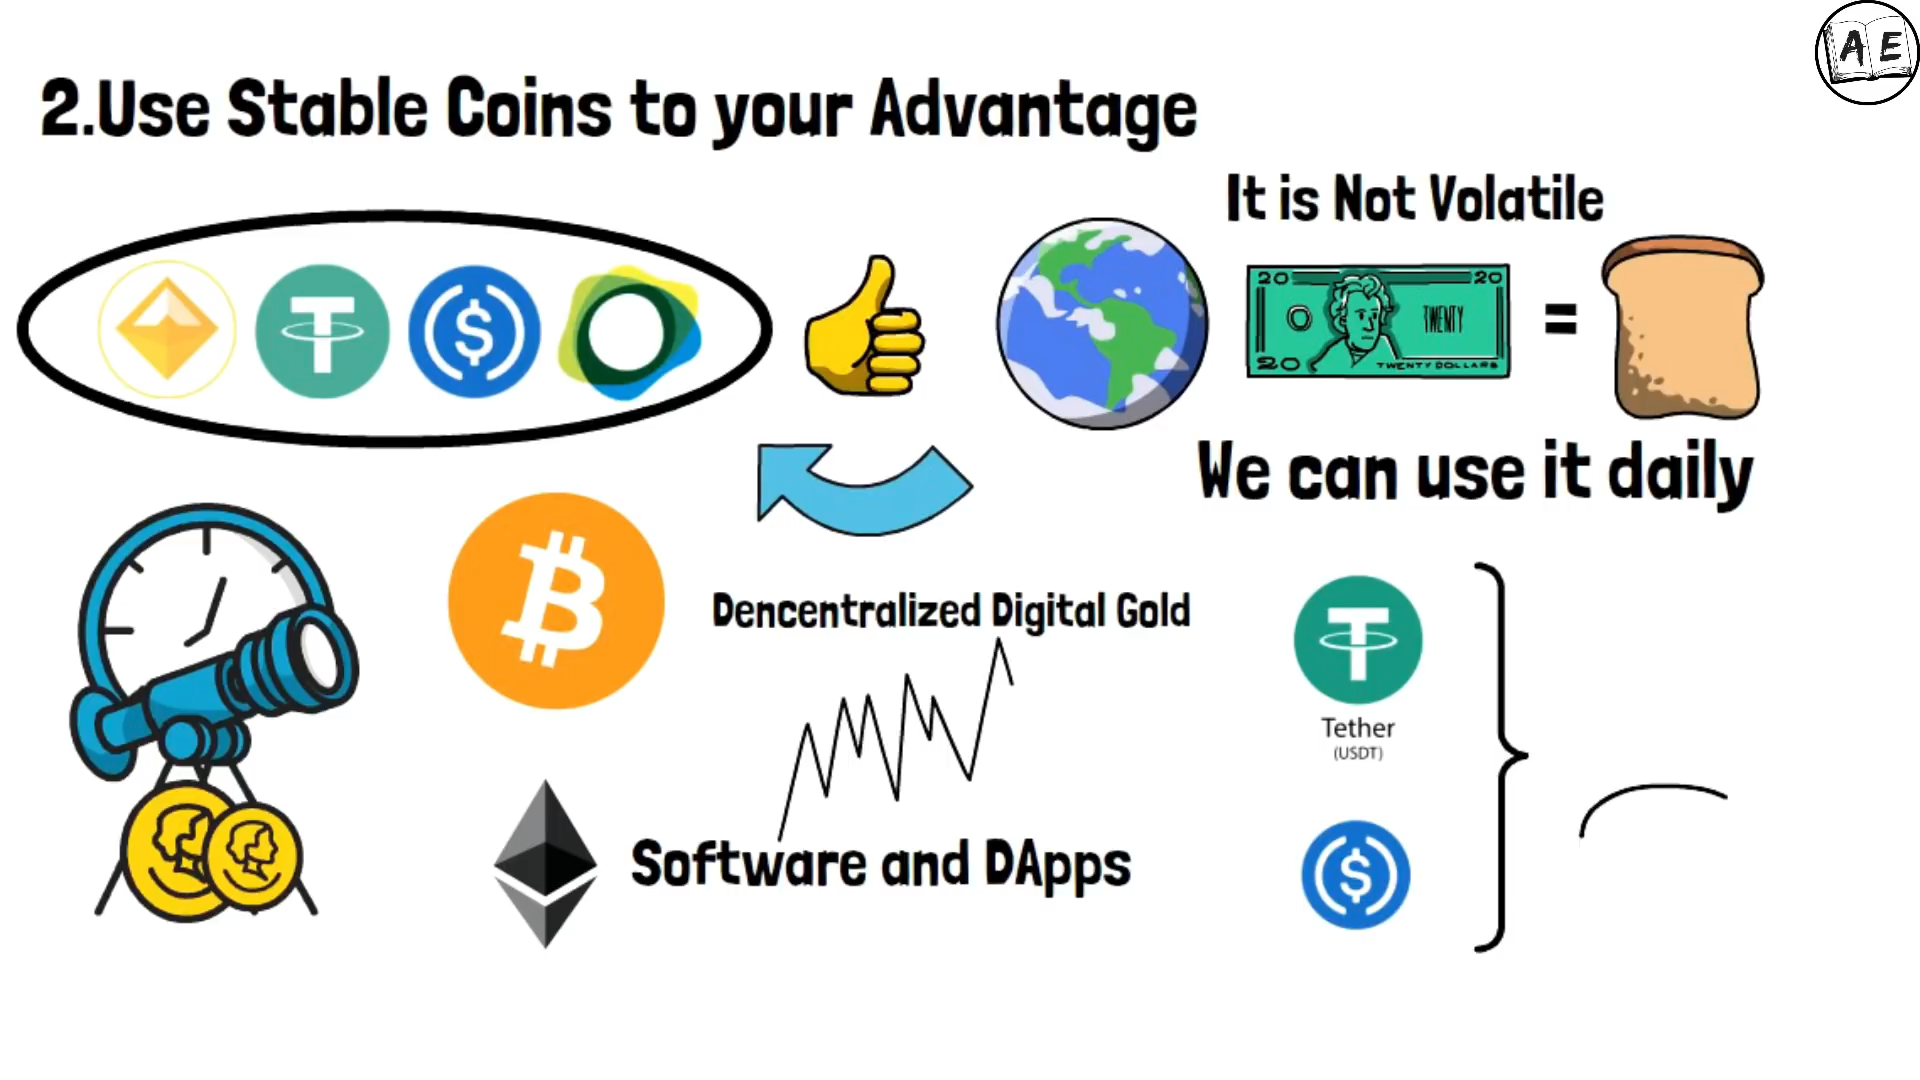 A E
2.Use Stable Coins to your Advantage
It is Not Volatile
20 20
TWENTY
20 TWENTY DOLLARS
=
We can use it daily
Dencentralized Digital Gold
Tether
(USDT)
Software and DApps